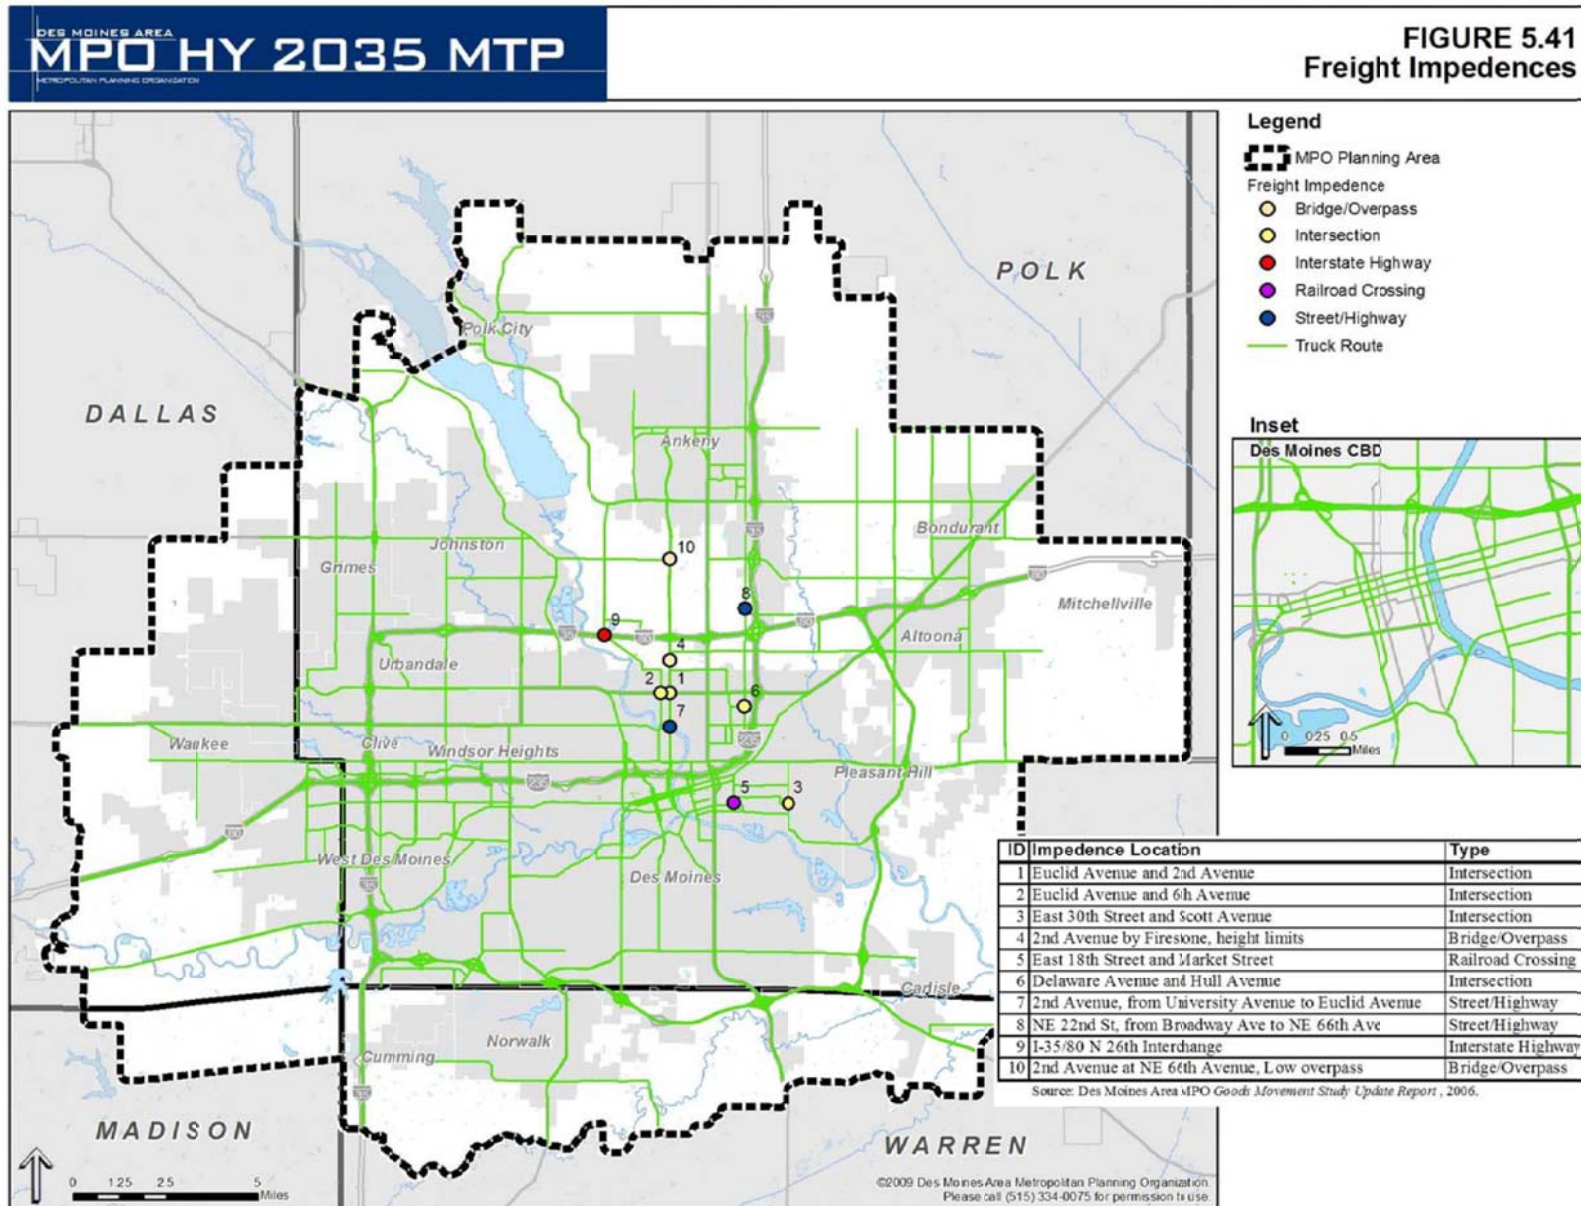 DES MOINES AREA
MPO HY 2035 MTP
METROPOLITAN PLANNING ORGANIZATION
FIGURE 5.41
Freight Impedences
Legend
MPO Planning Area
Freight Impedence
Bridge/Overpass
Intersection
Interstate Highway
Railroad Crossing
Street/Highway
Truck Route
Inset
Des Moines CBD
0 0.25 0.5
Miles
POLK
DALLAS
MADISON
WARREN
Polk City
Ankeny
Bondurant
Johnston
Grimes
Mitchellville
Altoona
Urbandale
Waukee
Clive
Windsor Heights
Pleasant Hill
West Des Moines
Des Moines
Carlisle
Norwalk
Cumming
10
8
9
4
2
1
6
7
5
3
35
80
235
ID Impedence Location Type
1 Euclid Avenue and 2nd Avenue Intersection
2 Euclid Avenue and 6th Avenue Intersection
3 East 30th Street and Scott Avenue Intersection
4 2nd Avenue by Firestone, height limits Bridge/Overpass
5 East 18th Street and Market Street Railroad Crossing
6 Delaware Avenue and Hull Avenue Intersection
7 2nd Avenue, from University Avenue to Euclid Avenue Street/Highway
8 NE 22nd St, from Broadway Ave to NE 66th Ave Street/Highway
9 I-35/80 N 26th Interchange Interstate Highway
10 2nd Avenue at NE 66th Avenue, Low overpass Bridge/Overpass
Source: Des Moines Area MPO Goods Movement Study Update Report, 2006.
0 1.25 2.5 5
Miles
©2009 Des Moines Area Metropolitan Planning Organization.
Please call (515) 334-0075 for permission to use.